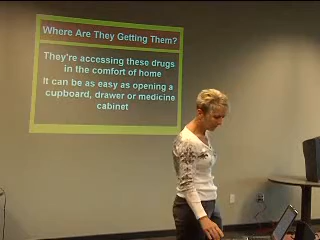 Where Are They Getting Them?
They're accessing these drugs
in the comfort of home
It can be as easy as opening a
cupboard, drawer or medicine
cabinet